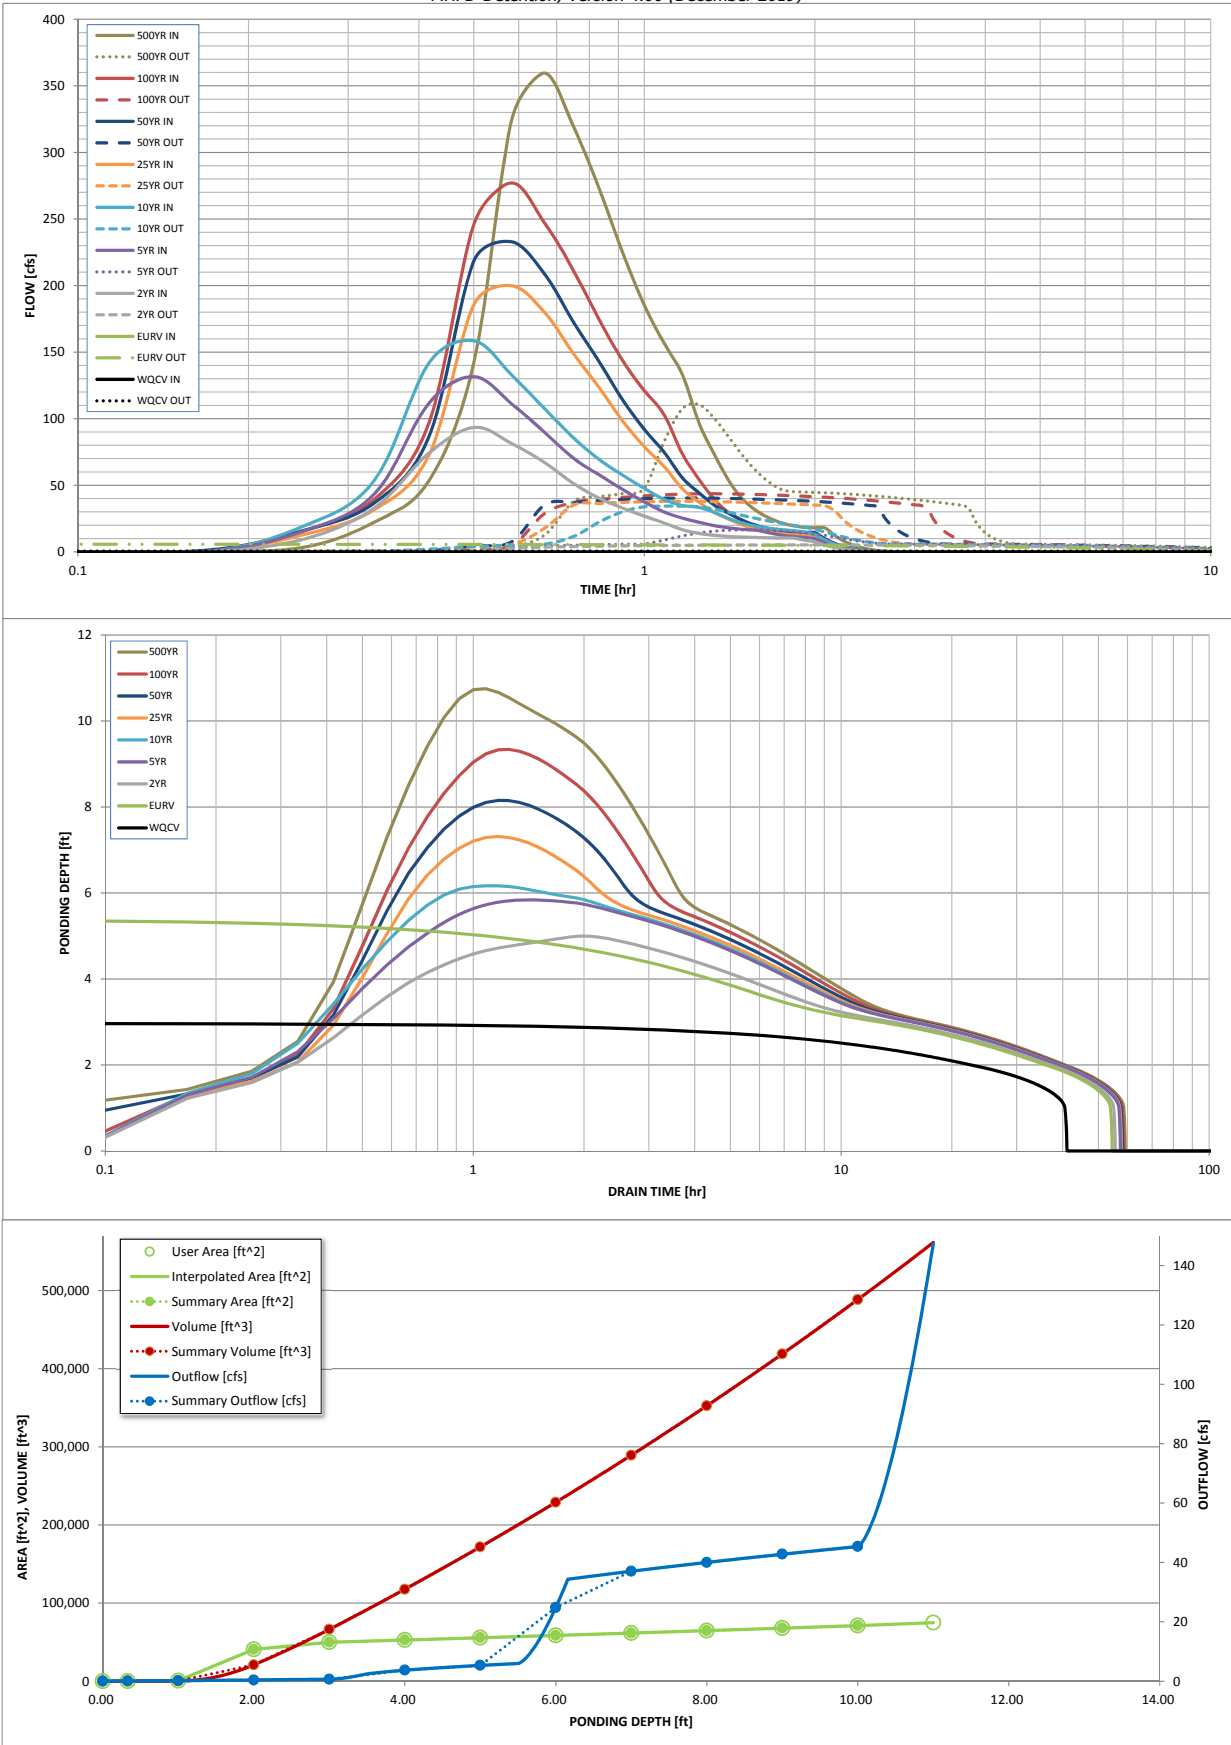 MHFD-Detention, Version 4.00 (December 2019)
400
350
300
250
200
150
100
50
0
FLOW [cfs]
500YR IN
500YR OUT
100YR IN
100YR OUT
50YR IN
50YR OUT
25YR IN
25YR OUT
10YR IN
10YR OUT
5YR IN
5YR OUT
2YR IN
2YR OUT
EURV IN
EURV OUT
WQCV IN
WQCV OUT
0.1
1
10
TIME [hr]
12
10
8
6
4
2
0
PONDING DEPTH [ft]
500YR
100YR
50YR
25YR
10YR
5YR
2YR
EURV
WQCV
0.1
1
10
100
DRAIN TIME [hr]
500,000
400,000
300,000
200,000
100,000
0
AREA [ft^2], VOLUME [ft^3]
User Area [ft^2]
Interpolated Area [ft^2]
Summary Area [ft^2]
Volume [ft^3]
Summary Volume [ft^3]
Outflow [cfs]
Summary Outflow [cfs]
140
120
100
80
60
40
20
0
OUTFLOW [cfs]
0.00
2.00
4.00
6.00
8.00
10.00
12.00
14.00
PONDING DEPTH [ft]